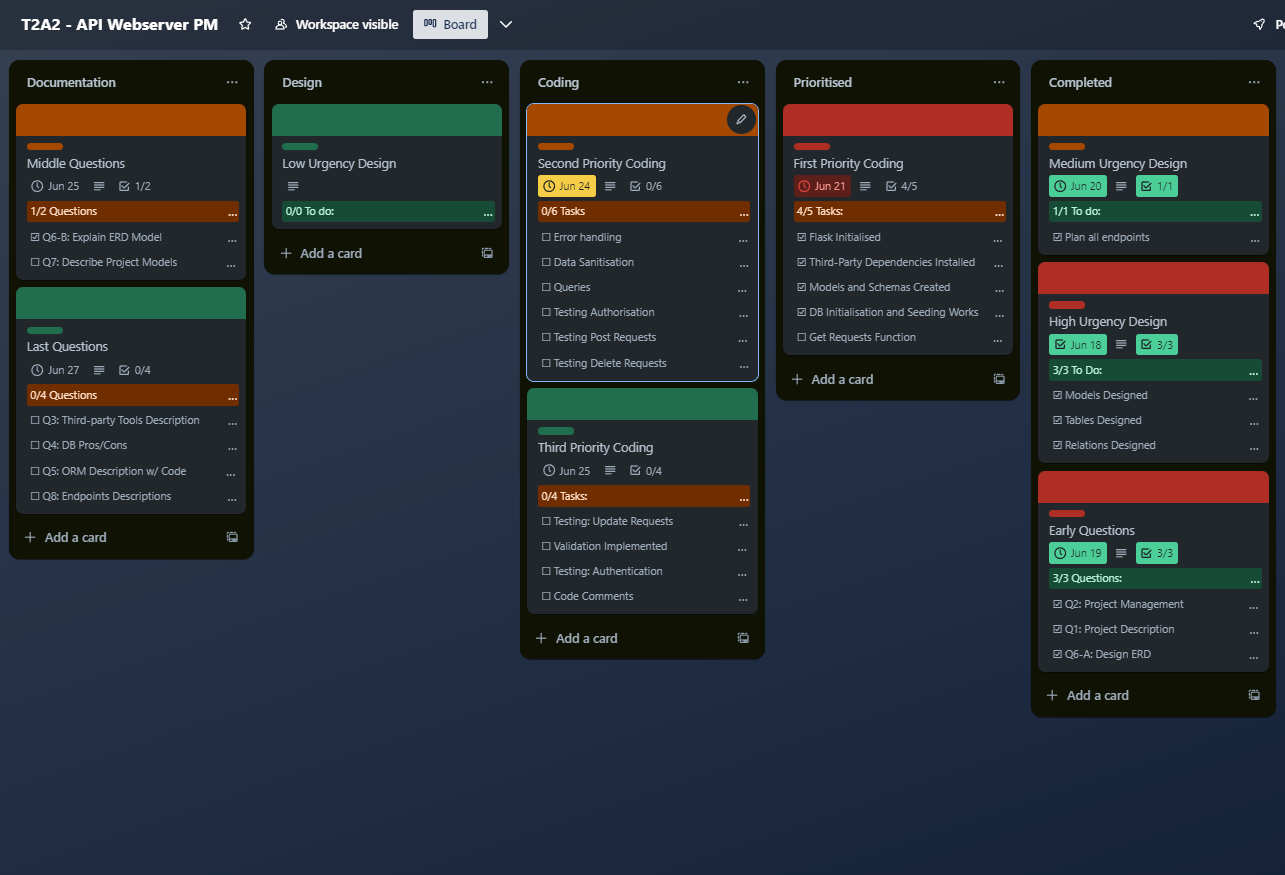 T2A2 - API Webserver PM
Workspace visible
Board
Documentation
Middle Questions
Jun 25
1/2
1/2 Questions
Q6-B: Explain ERD Model
Q7: Describe Project Models
Last Questions
Jun 27
0/4
0/4 Questions
Q3: Third-party Tools Description
Q4: DB Pros/Cons
Q5: ORM Description w/ Code
Q8: Endpoints Descriptions
Add a card
Design
Low Urgency Design
0/0 To do:
Add a card
Coding
Second Priority Coding
Jun 24
0/6
0/6 Tasks
Error handling
Data Sanitisation
Queries
Testing Authorisation
Testing Post Requests
Testing Delete Requests
Third Priority Coding
Jun 25
0/4
0/4 Tasks:
Testing: Update Requests
Validation Implemented
Testing: Authentication
Code Comments
Add a card
Prioritised
First Priority Coding
Jun 21
4/5
4/5 Tasks:
Flask Initialised
Third-Party Dependencies Installed
Models and Schemas Created
DB Initialisation and Seeding Works
Get Requests Function
Add a card
Completed
Medium Urgency Design
Jun 20
1/1
1/1 To do:
Plan all endpoints
High Urgency Design
Jun 18
3/3
3/3 To Do:
Models Designed
Tables Designed
Relations Designed
Early Questions
Jun 19
3/3
3/3 Questions:
Q2: Project Management
Q1: Project Description
Q6-A: Design ERD
Add a card